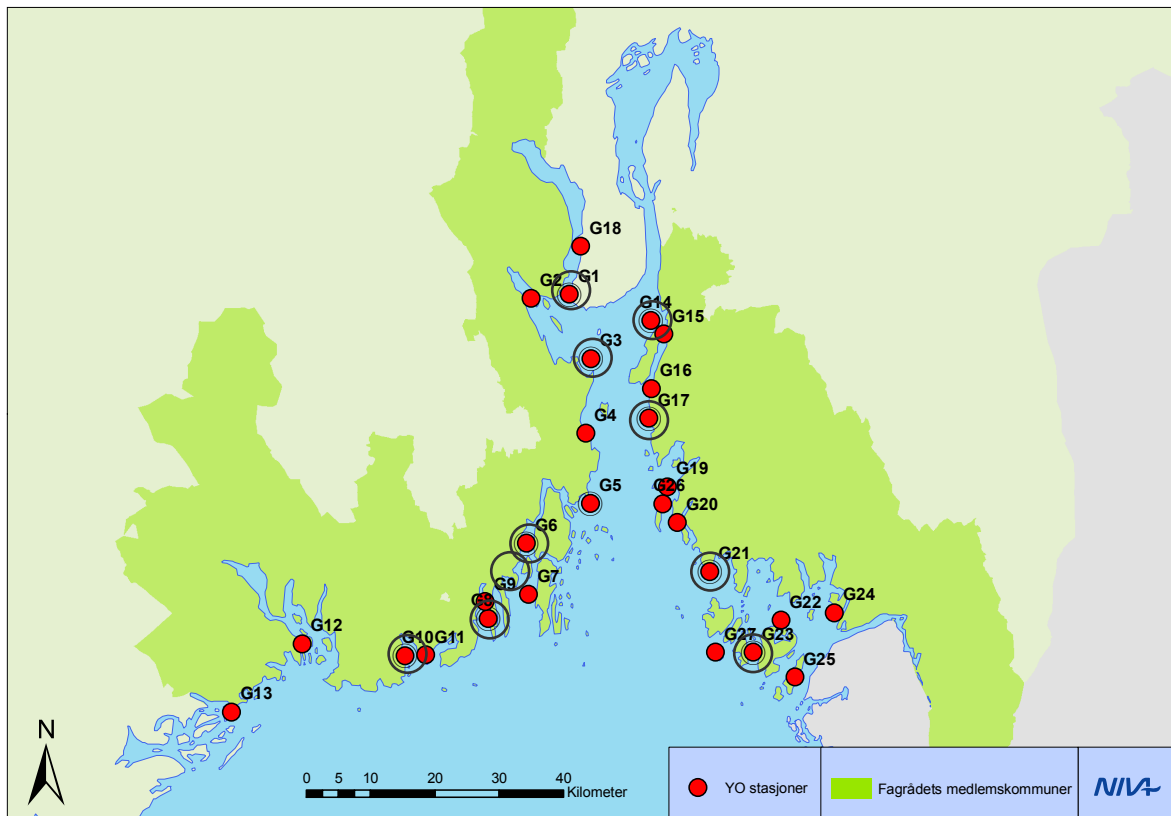 G18
G2
G1
G14
G15
G3
G16
G17
G4
G19
G5
G26
G20
G6
G21
G9
G7
G8
G22
G24
G12
G10
G11
G27
G23
G25
G13
N
0
5
10
20
30
40
Kilometer
YO stasjoner
Fagrådets medlemskommuner
NIVA